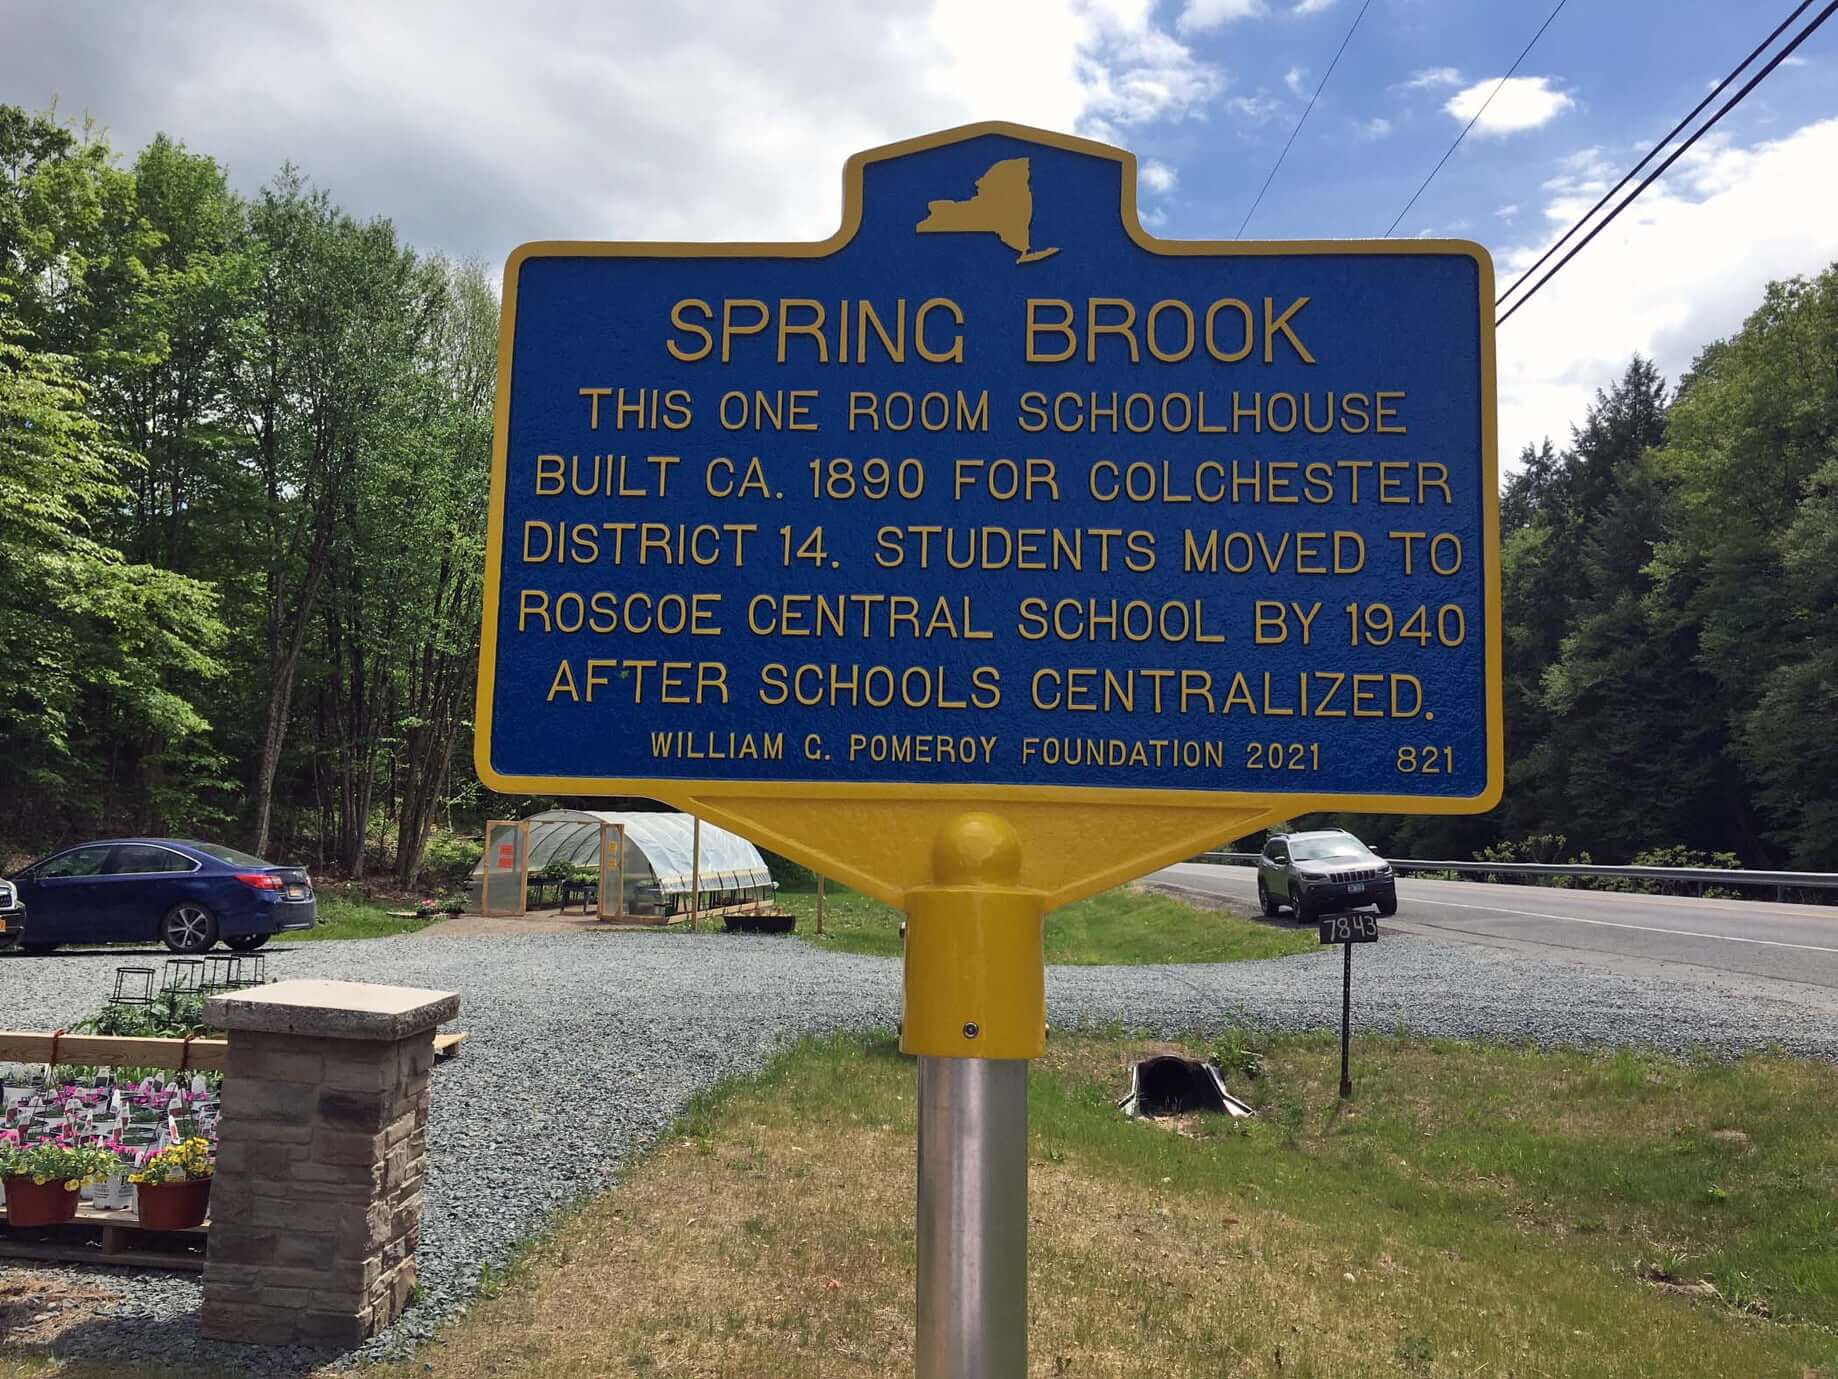 SPRING BROOK
THIS ONE ROOM SCHOOLHOUSE
BUILT CA. 1890 FOR COLCHESTER
DISTRICT 14. STUDENTS MOVED TO
ROSCOE CENTRAL SCHOOL BY 1940
AFTER SCHOOLS CENTRALIZED.
WILLIAM G. POMEROY FOUNDATION 2021 821
7843